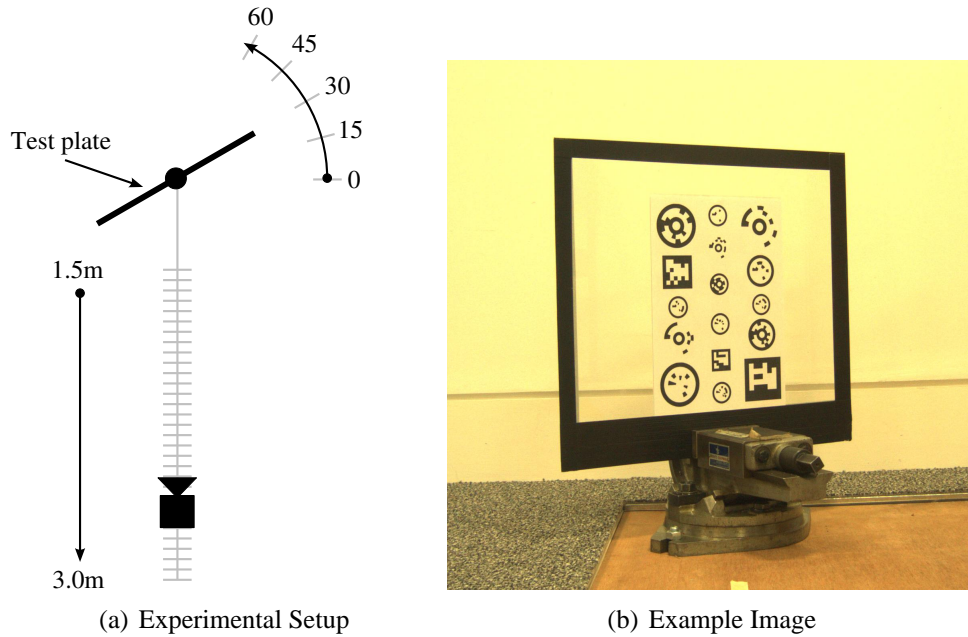 60
45
30
15
0
Test plate
1.5m
3.0m
(a) Experimental Setup
(b) Example Image